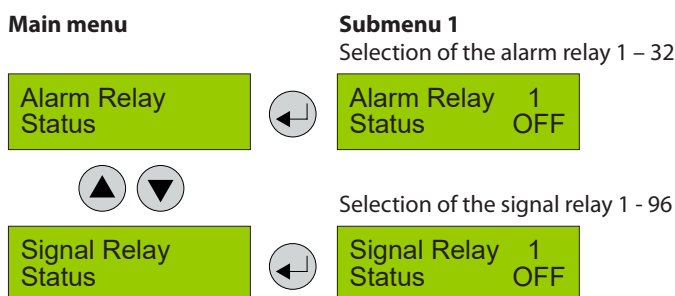 Main menu
Submenu 1
Selection of the alarm relay 1 – 32
Alarm Relay
Status
Alarm Relay 1
Status OFF
Selection of the signal relay 1 - 96
Signal Relay
Status
Signal Relay 1
Status OFF